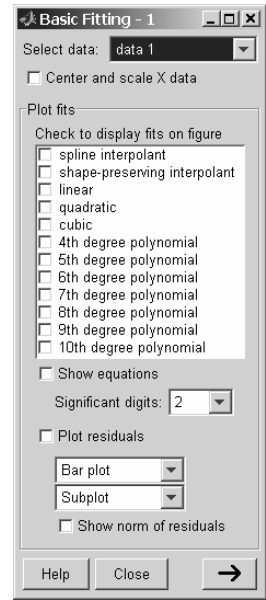 Basic Fitting - 1
Select data: data 1
Center and scale X data
Plot fits
Check to display fits on figure
spline interpolant
shape-preserving interpolant
linear
quadratic
cubic
4th degree polynomial
5th degree polynomial
6th degree polynomial
7th degree polynomial
8th degree polynomial
9th degree polynomial
10th degree polynomial
Show equations
Significant digits: 2
Plot residuals
Bar plot
Subplot
Show norm of residuals
Help Close →